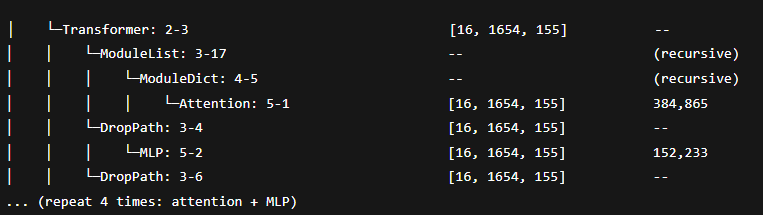 │    └─Transformer: 2-3    [16, 1654, 155]    --
│    │    └─ModuleList: 3-17    --    (recursive)
│    │    │    └─ModuleDict: 4-5    --    (recursive)
│    │    │    │    └─Attention: 5-1    [16, 1654, 155]    384,865
│    │    └─DropPath: 3-4    [16, 1654, 155]    --
│    │    │    └─MLP: 5-2    [16, 1654, 155]    152,233
│    │    └─DropPath: 3-6    [16, 1654, 155]    --
... (repeat 4 times: attention + MLP)